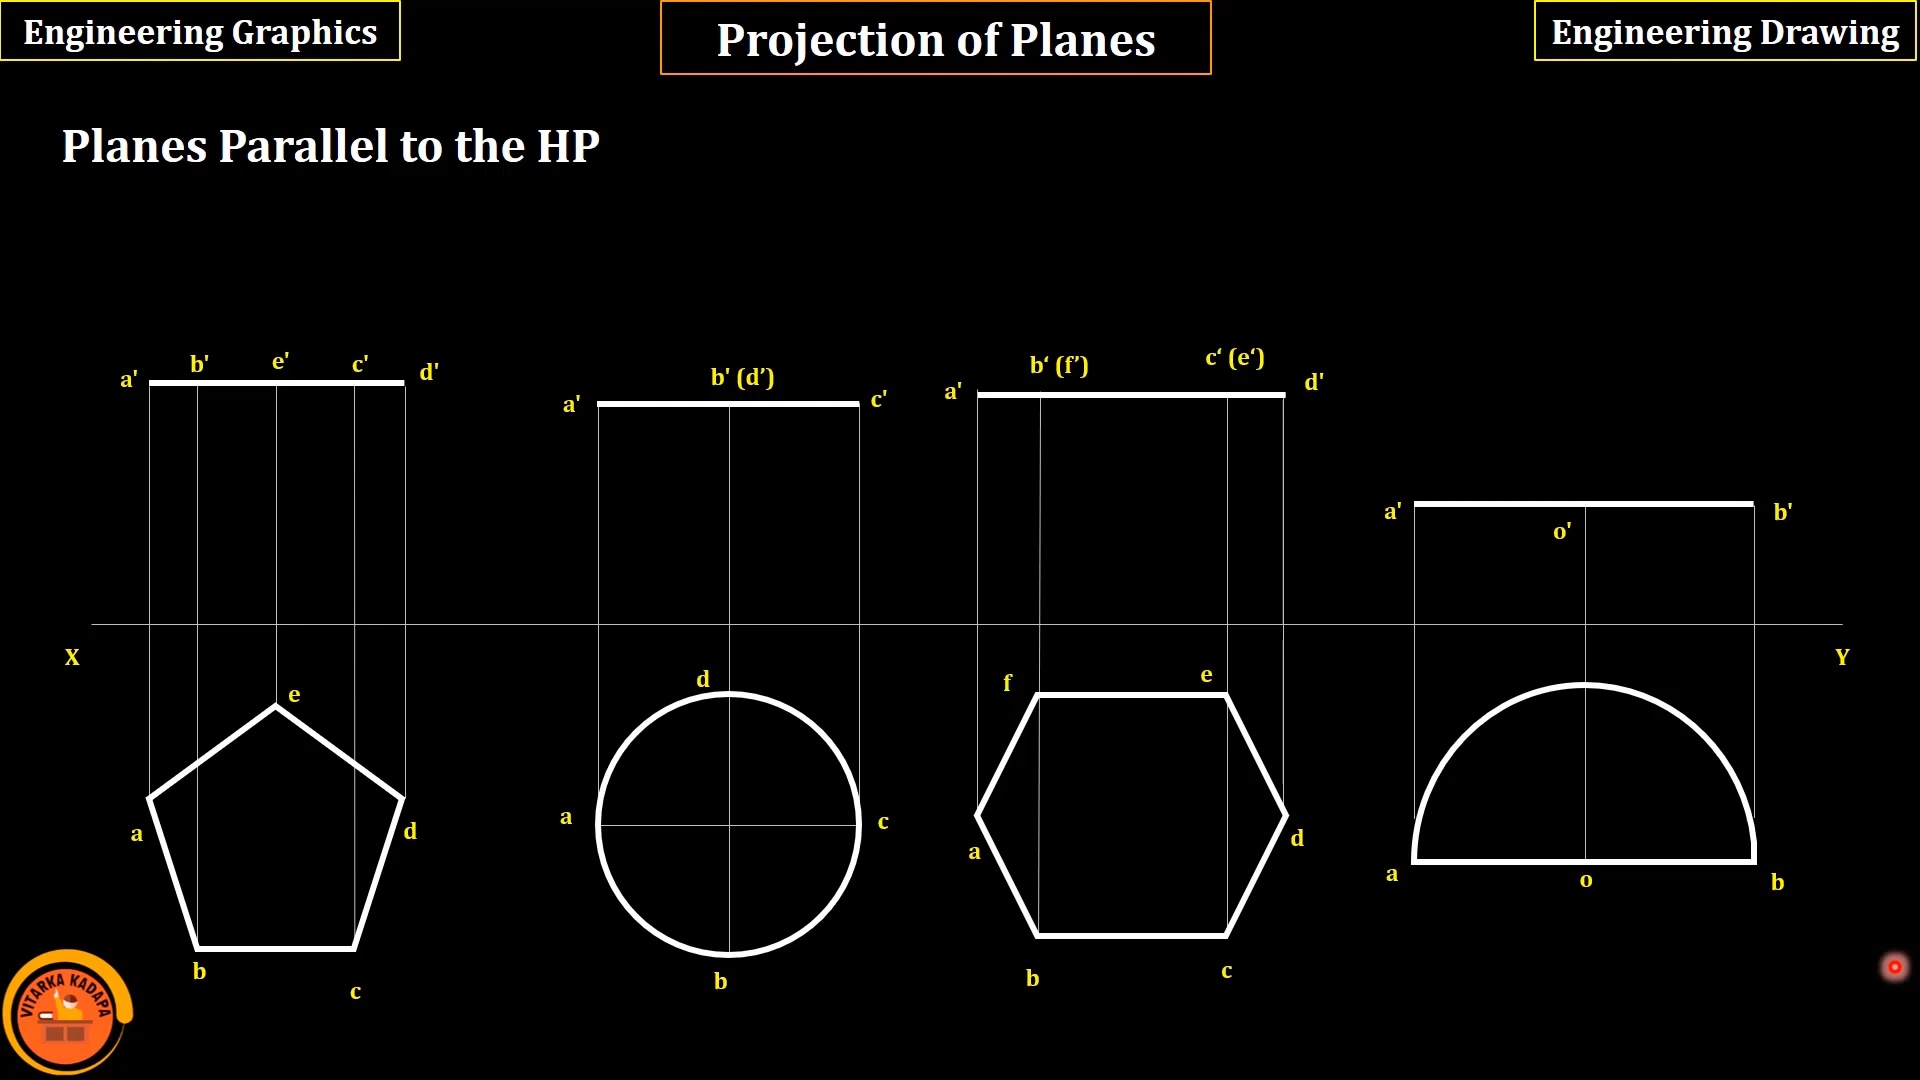 Engineering Graphics
Projection of Planes
Engineering Drawing
Planes Parallel to the HP
a' b' e' c' d'
a' b' (d’) c'
a' b‘ (f’) c‘ (e‘) d'
a' o' b'
X Y
e a d b c
d a c b
f e a d b c
a o b
VITARKA KADAPA